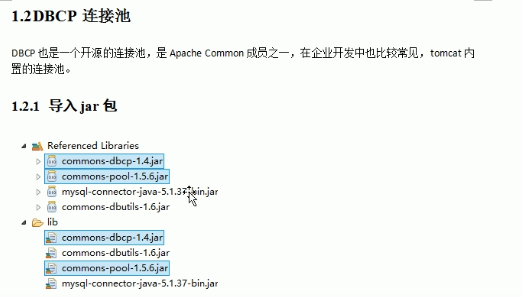 1.2DBCP 连接池
DBCP 也是一个开源的连接池，是 Apache Common 成员之一，在企业开发中也比较常见，tomcat 内
置的连接池。
1.2.1 导入 jar 包
Referenced Libraries
commons-dbcp-1.4.jar
commons-pool-1.5.6.jar
mysql-connector-java-5.1.37-bin.jar
commons-dbutils-1.6.jar
lib
commons-dbcp-1.4.jar
commons-dbutils-1.6.jar
commons-pool-1.5.6.jar
mysql-connector-java-5.1.37-bin.jar